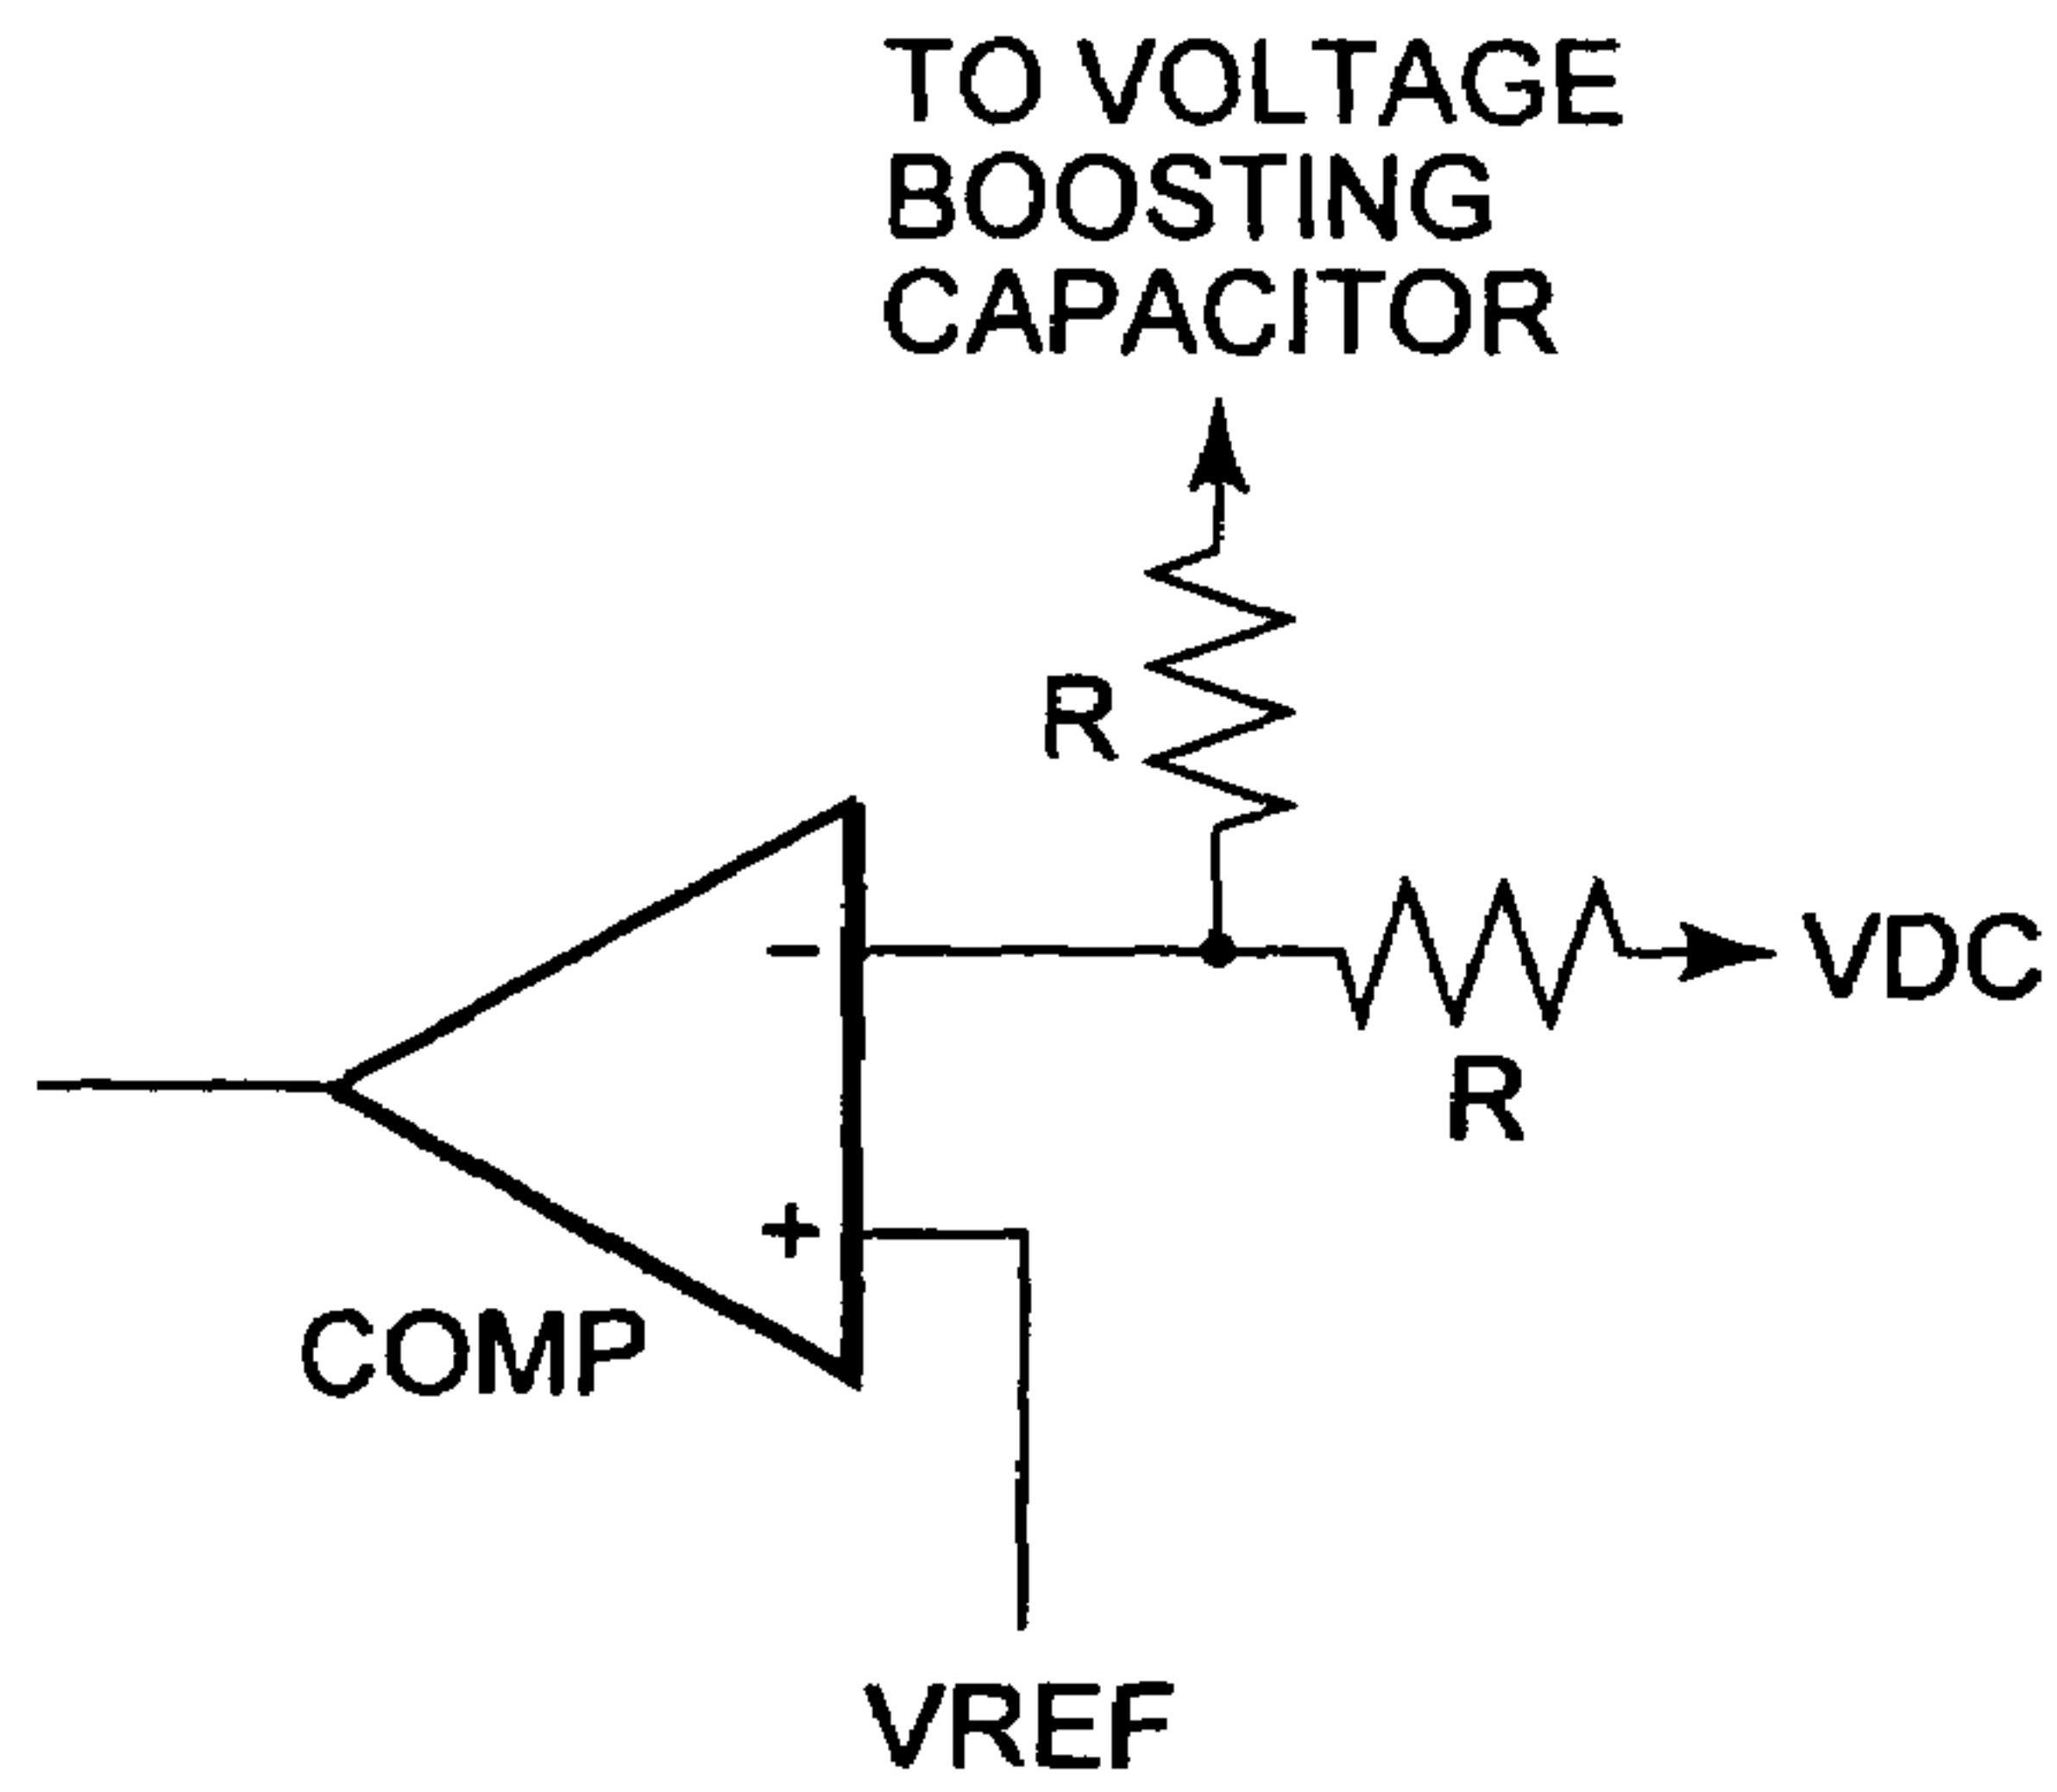 TO VOLTAGE
BOOSTING
CAPACITOR
R
-
VDC
R
+
COMP
VREF